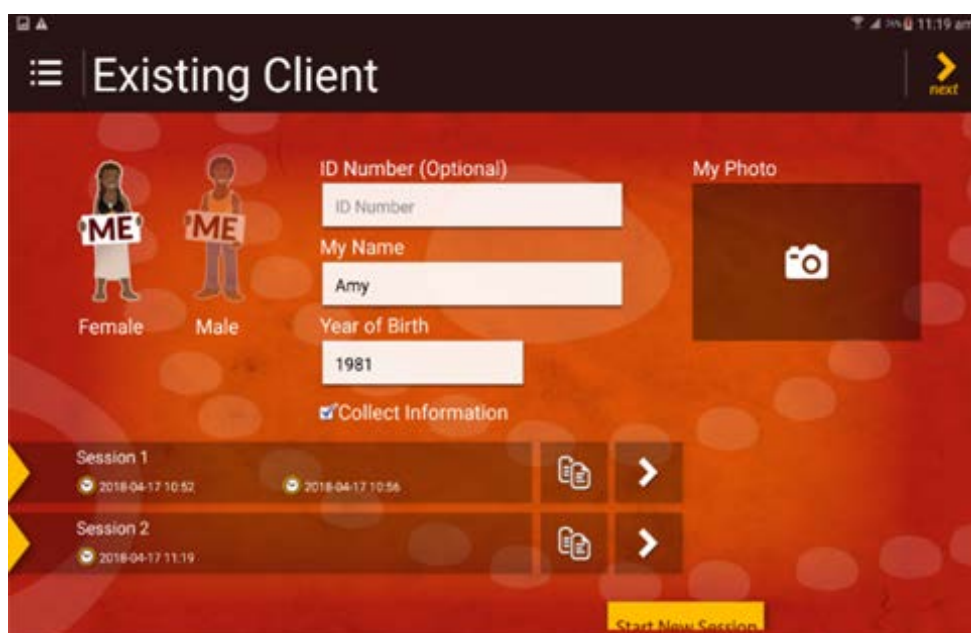 11:19 am
Existing Client
next
ID Number (Optional)
My Photo
ID Number
ME
ME
My Name
Amy
Female
Male
Year of Birth
1981
Collect Information
Session 1
2018-04-17 10:52
2018-04-17 10:56
Session 2
2018-04-17 11:19
Start New Session